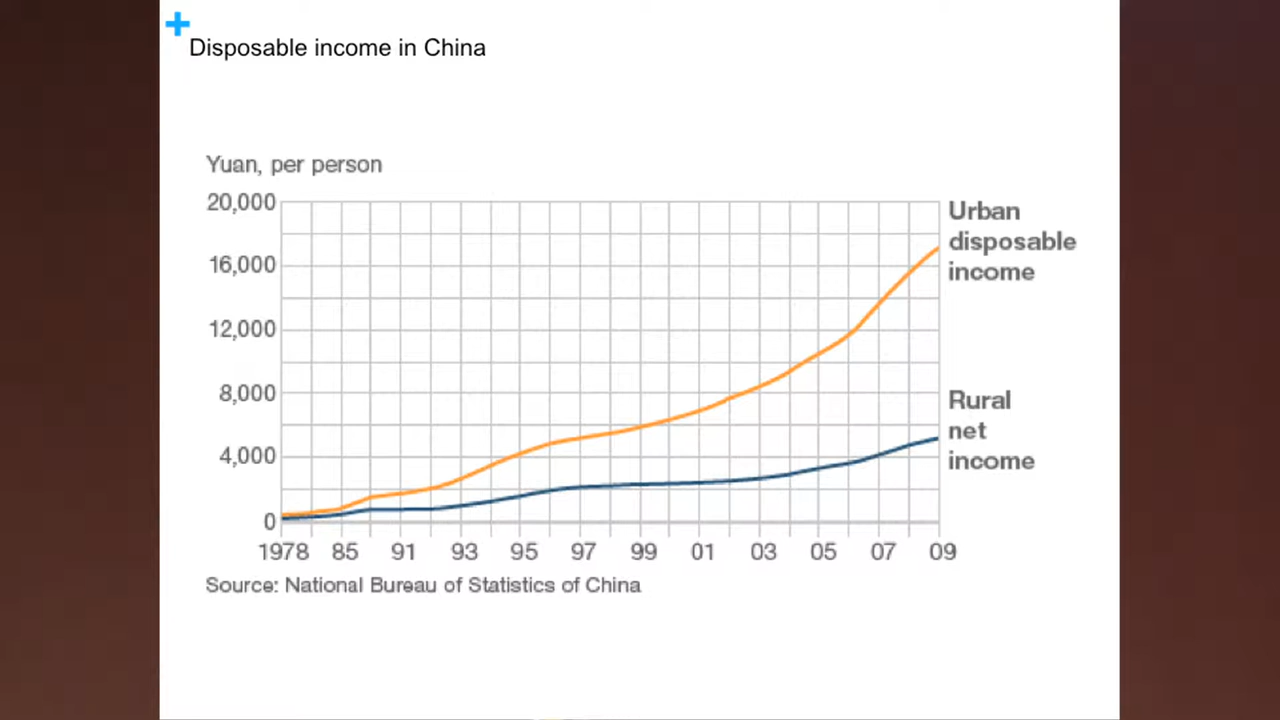 Disposable income in China
Yuan, per person
20,000
16,000
12,000
8,000
4,000
0
1978 85 91 93 95 97 99 01 03 05 07 09
Urban
disposable
income
Rural
net
income
Source: National Bureau of Statistics of China